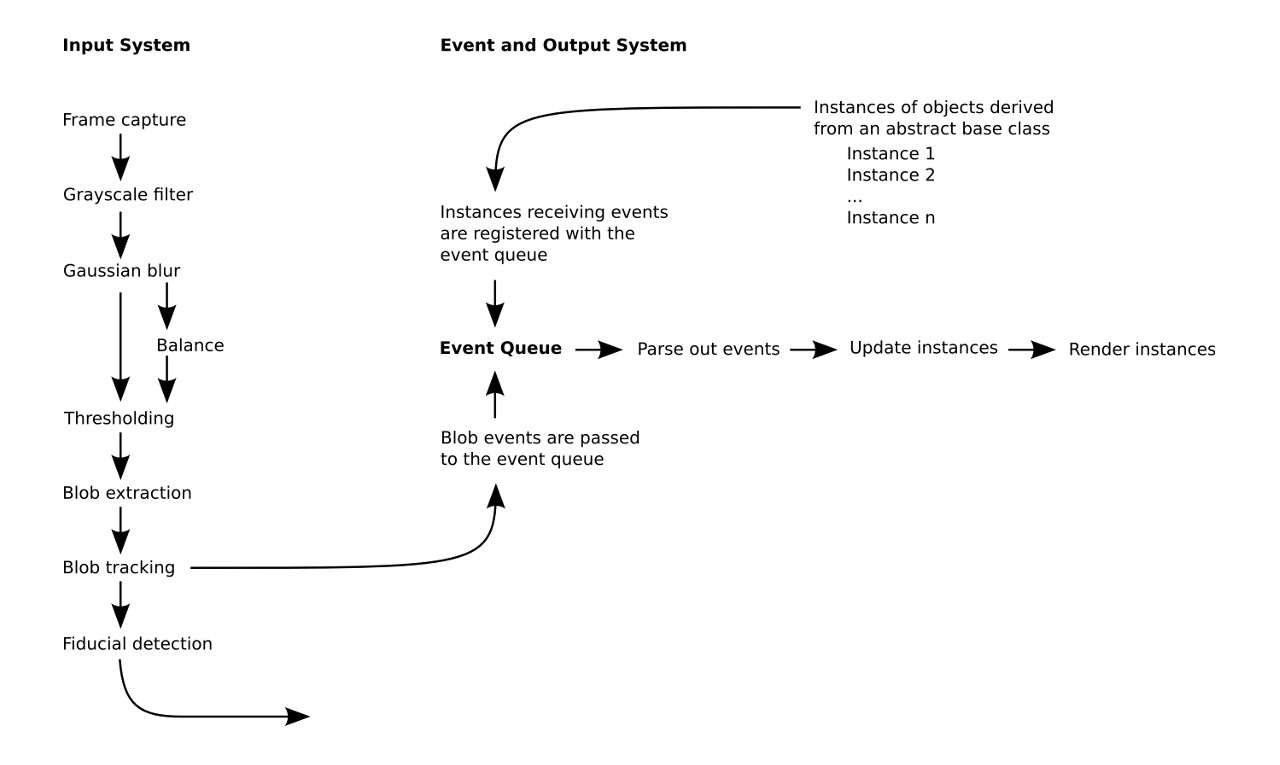 Input System
Frame capture
Grayscale filter
Gaussian blur
Balance
Thresholding
Blob extraction
Blob tracking
Fiducial detection
Event and Output System
Instances of objects derived
from an abstract base class
Instance 1
Instance 2
...
Instance n
Instances receiving events
are registered with the
event queue
Event Queue
Parse out events
Update instances
Render instances
Blob events are passed
to the event queue